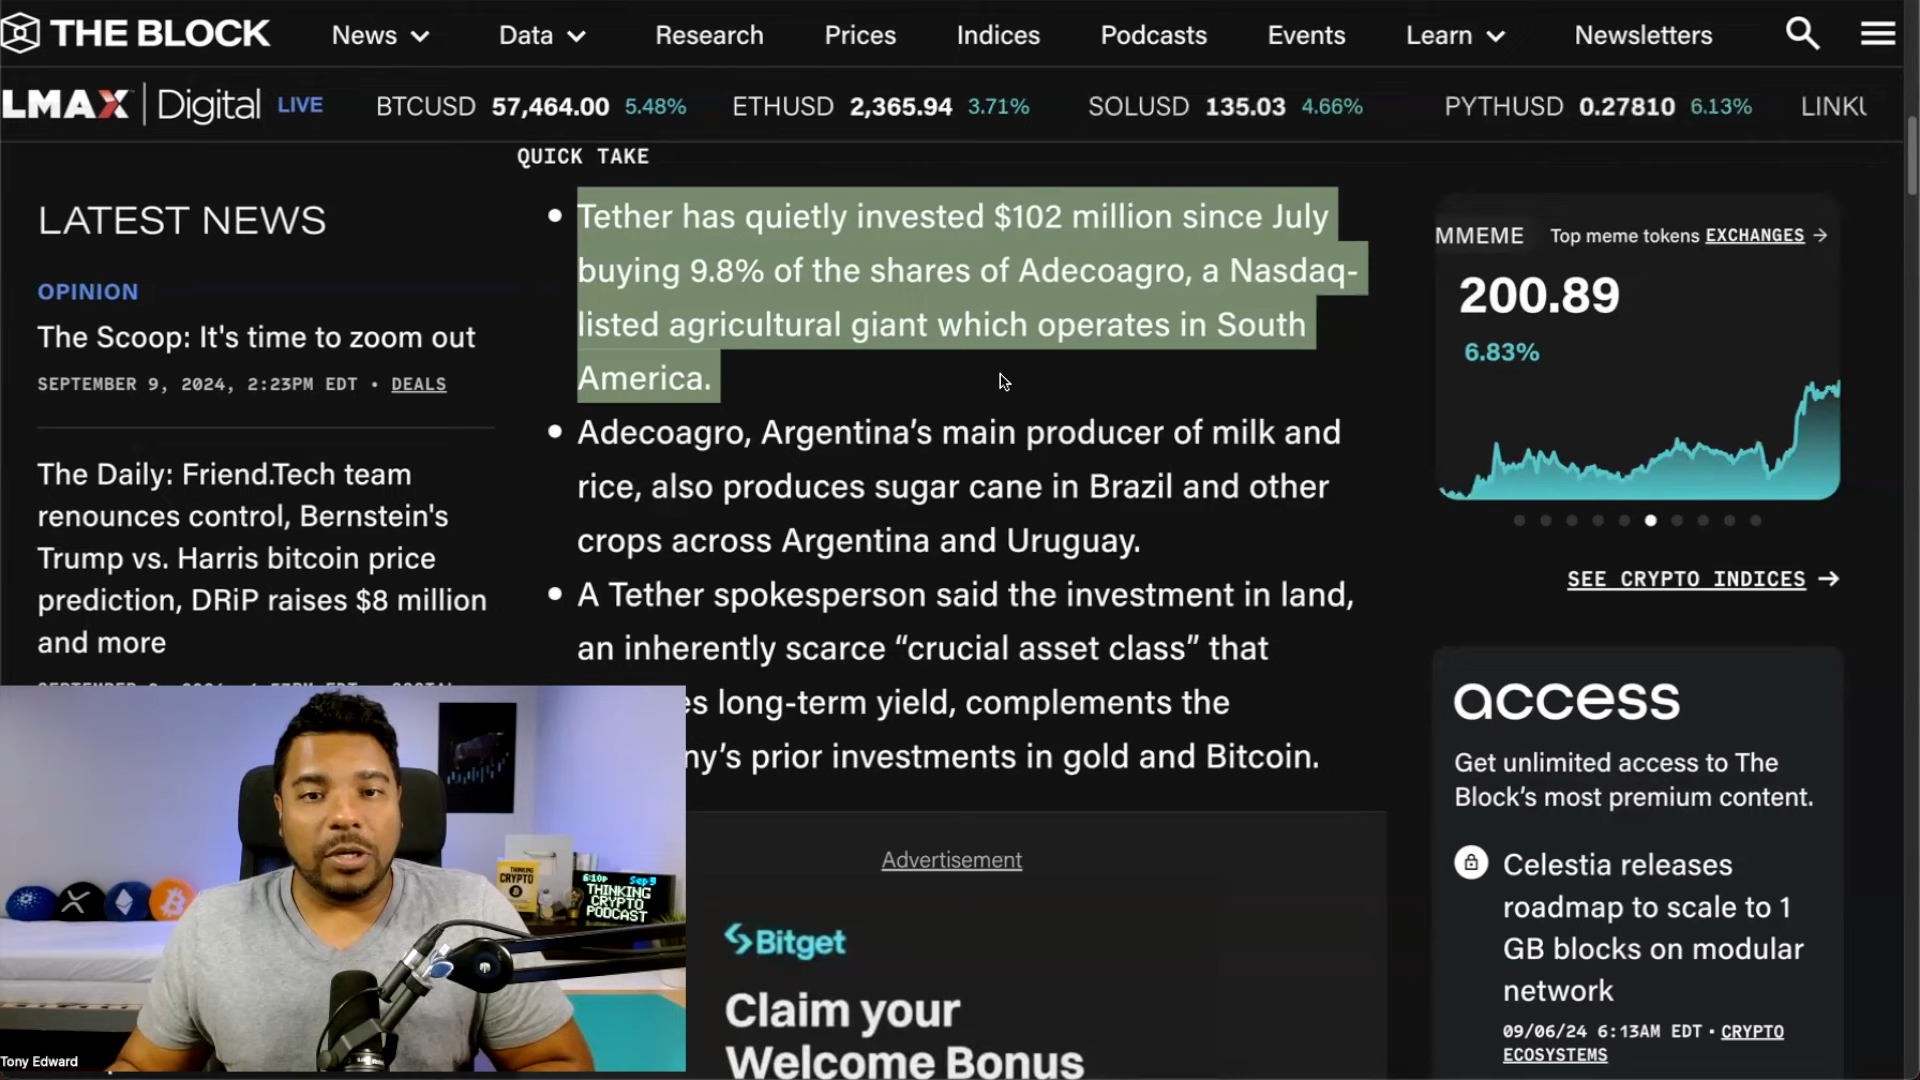 THE BLOCK
News
Data
Research
Prices
Indices
Podcasts
Events
Learn
Newsletters
LMAX Digital LIVE
BTCUSD 57,464.00 5.48%
ETHUSD 2,365.94 3.71%
SOLUSD 135.03 4.66%
PYTHUSD 0.27810 6.13%
QUICK TAKE
Tether has quietly invested $102 million since July
buying 9.8% of the shares of Adecoagro, a Nasdaq-
listed agricultural giant which operates in South
America.
Adecoagro, Argentina’s main producer of milk and
rice, also produces sugar cane in Brazil and other
crops across Argentina and Uruguay.
A Tether spokesperson said the investment in land,
an inherently scarce “crucial asset class” that
es long-term yield, complements the
ny’s prior investments in gold and Bitcoin.
LATEST NEWS
OPINION
The Scoop: It's time to zoom out
SEPTEMBER 9, 2024, 2:23PM EDT • DEALS
The Daily: Friend.Tech team
renounces control, Bernstein's
Trump vs. Harris bitcoin price
prediction, DRiP raises $8 million
and more
MMEME Top meme tokens EXCHANGES →
200.89
6.83%
SEE CRYPTO INDICES →
access
Get unlimited access to The
Block’s most premium content.
Celestia releases
roadmap to scale to 1
GB blocks on modular
network
09/06/24 6:13AM EDT • CRYPTO
ECOSYSTEMS
Advertisement
Bitget
Claim your
Welcome Bonus
THINKING
CRYPTO
6:10P Sep 9
THINKING
CRYPTO
PODCAST
Tony Edward